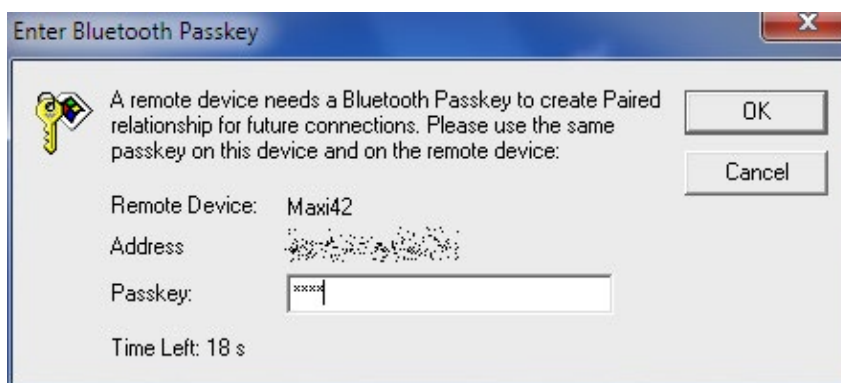 Enter Bluetooth Passkey
A remote device needs a Bluetooth Passkey to create Paired
relationship for future connections. Please use the same
passkey on this device and on the remote device:
OK
Cancel
Remote Device: Maxi42
Address
Passkey: ****
Time Left: 18 s